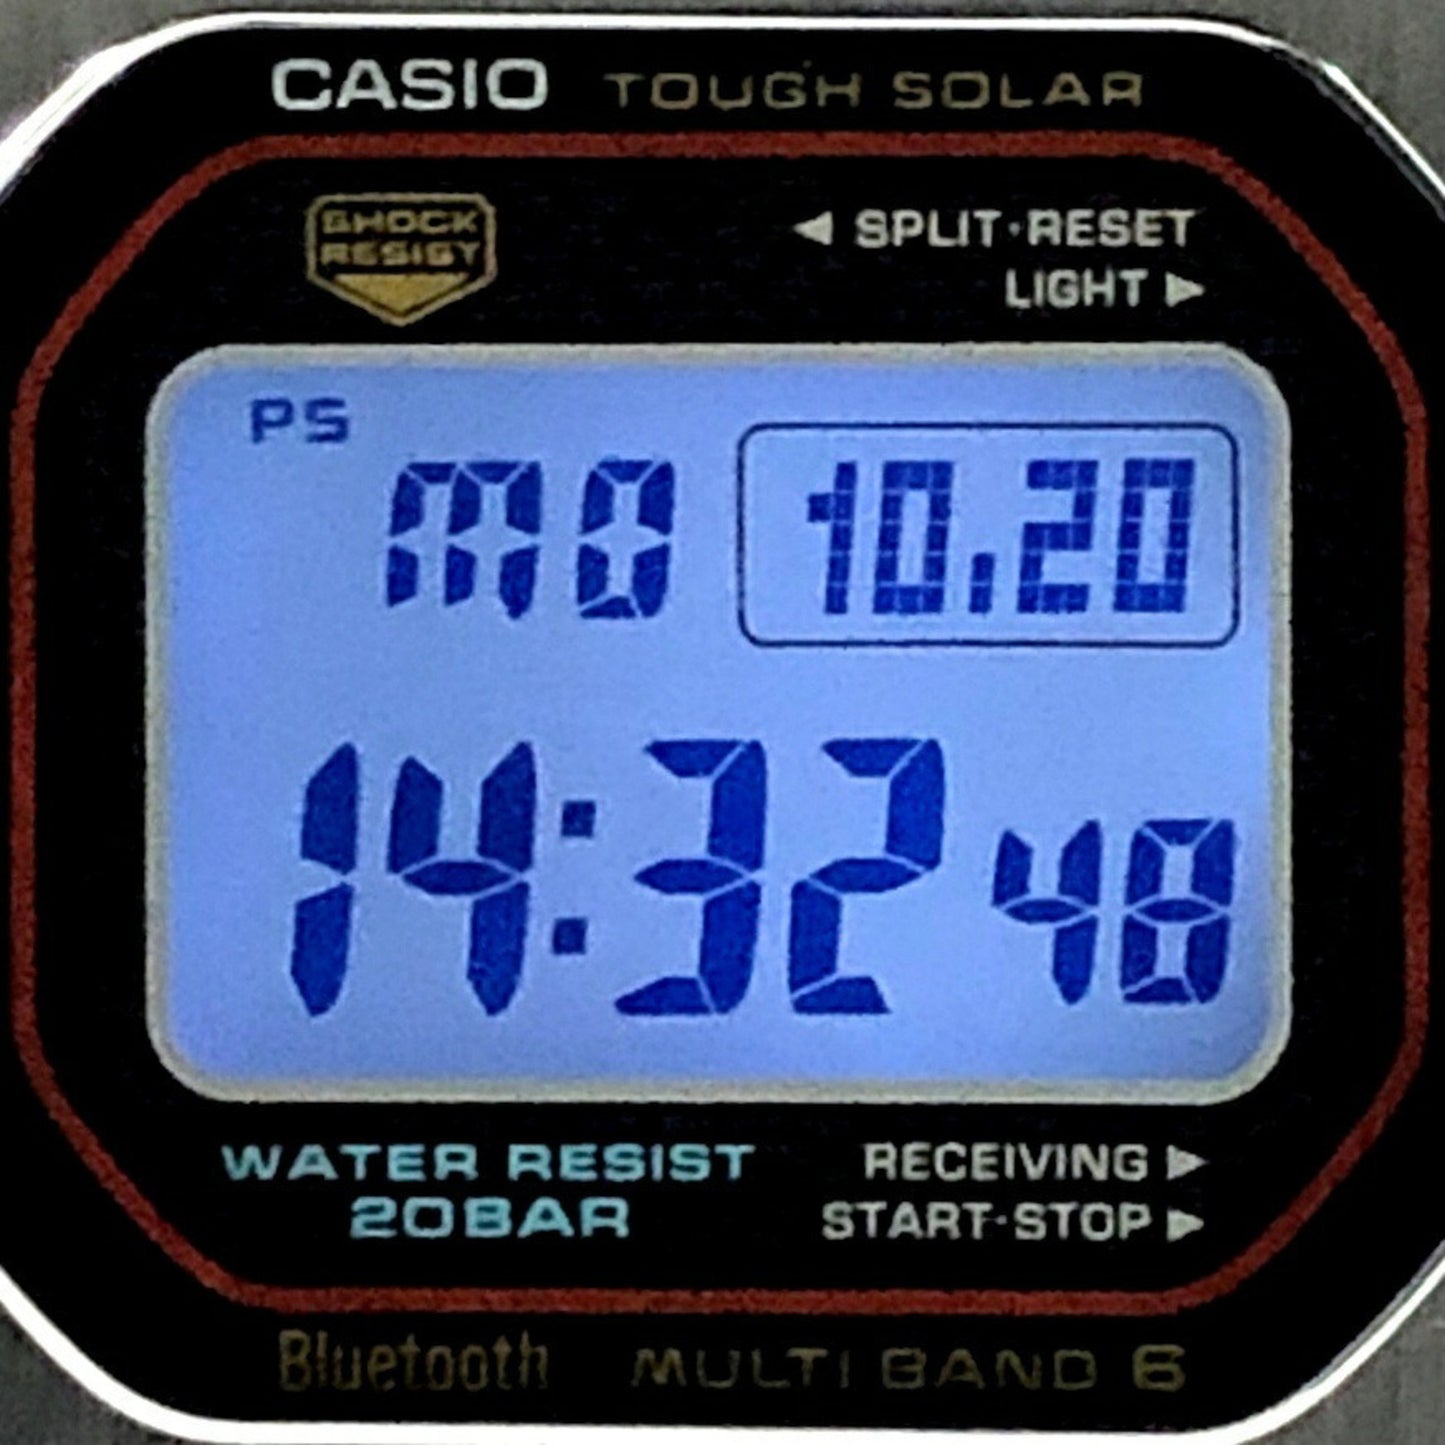 CASIO TOUGH SOLAR
SHOCK
RESIST
◀ SPLIT·RESET
LIGHT ▶
PS
MO 10.20
14:32 48
WATER RESIST
20BAR
RECEIVING ▶
START·STOP ▶
Bluetooth MULTI BAND 6